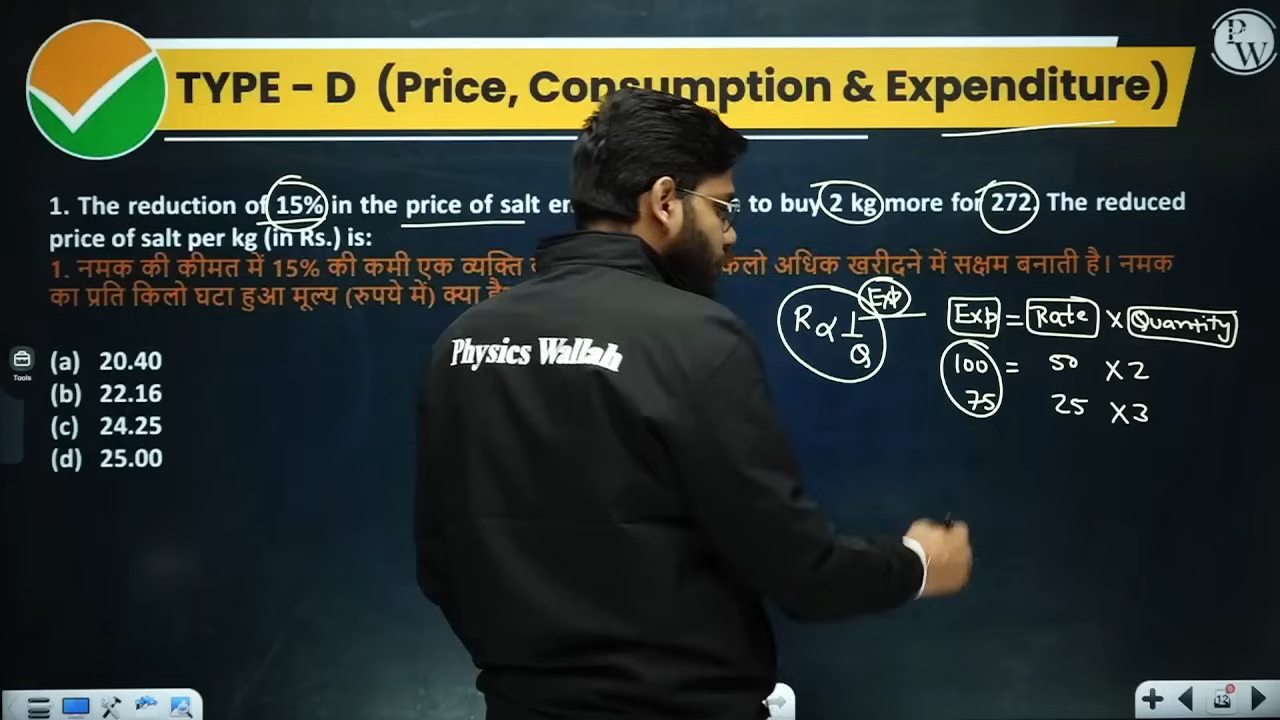 TYPE - D (Price, Consumption & Expenditure)
PW
1. The reduction of 15% in the price of salt to buy 2 kg more for 272. The reduced
price of salt per kg (in Rs.) is:
1. नमक की कीमत में 15% की कमी एक व्यक्ति अधिक खरीदने में सक्षम बनाती है। नमक
का प्रति किलो घटा हुआ मूल्य (रुपये में) क्या
Exp
R ∝ 1/Q
Exp = Rate × Quantity
100 = 50 × 2
75 25 × 3
Physics Wallah
Tools
(a) 20.40
(b) 22.16
(c) 24.25
(d) 25.00